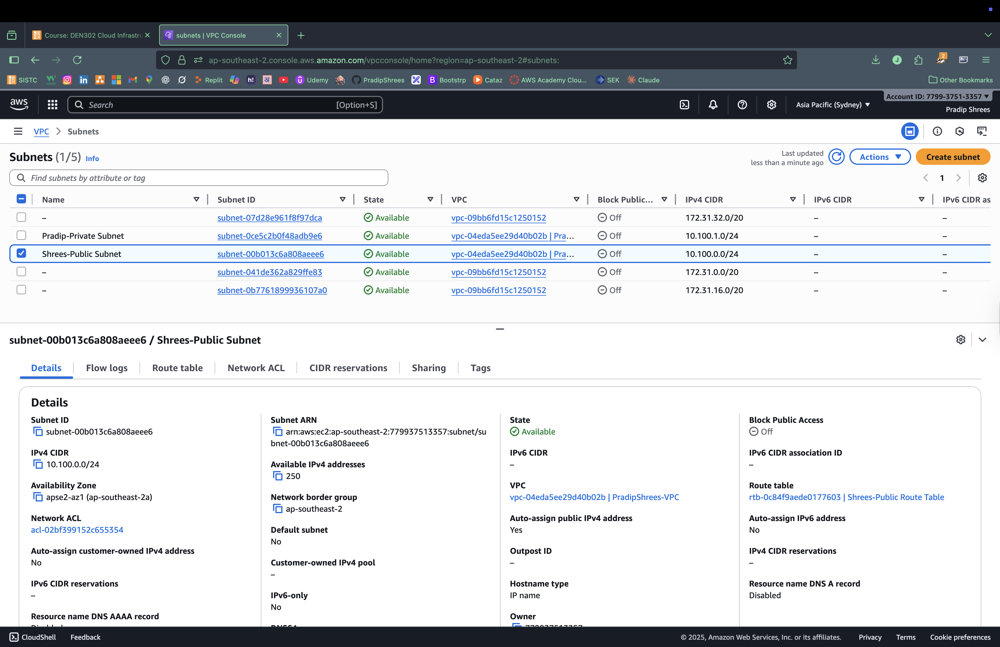 Course: DEN302 Cloud Infrastru
subnets | VPC Console
ap-southeast-2.console.aws.amazon.com/vpcconsole/home?region=ap-southeast-2#subnets:
J
2
SISTC
Replit
Udemy
PradipShrees
Bootstrp
Cataz
AWS Academy Clou...
SEK
Claude
Other Bookmarks
aws
Search
[Option+S]
Asia Pacific (Sydney)
Account ID: 7799-3751-3357
Pradip Shrees
VPC
Subnets
Subnets (1/5) Info
Last updated
less than a minute ago
Actions
Create subnet
Find subnets by attribute or tag
1
Name Subnet ID State VPC Block Public... IPv4 CIDR IPv6 CIDR IPv6 CIDR as
– subnet-07d28e961f8f97dca Available vpc-09bb6fd15c1250152 Off 172.31.32.0/20 – –
Pradip-Private Subnet subnet-0ce5c2b0f48adb9e6 Available vpc-04eda5ee29d40b02b | Pra... Off 10.100.1.0/24 – –
Shrees-Public Subnet subnet-00b013c6a808aeee6 Available vpc-04eda5ee29d40b02b | Pra... Off 10.100.0.0/24 – –
– subnet-041de362a829ffe83 Available vpc-09bb6fd15c1250152 Off 172.31.0.0/20 – –
– subnet-0b7761899936107a0 Available vpc-09bb6fd15c1250152 Off 172.31.16.0/20 – –
subnet-00b013c6a808aeee6 / Shrees-Public Subnet
Details Flow logs Route table Network ACL CIDR reservations Sharing Tags
Details
Subnet ID
subnet-00b013c6a808aeee6
IPv4 CIDR
10.100.0.0/24
Availability Zone
apse2-az1 (ap-southeast-2a)
Network ACL
acl-02bf399152c655354
Auto-assign customer-owned IPv4 address
No
IPv6 CIDR reservations
–
Resource name DNS AAAA record
Subnet ARN
arn:aws:ec2:ap-southeast-2:779937513357:subnet/su
bnet-00b013c6a808aeee6
Available IPv4 addresses
250
Network border group
ap-southeast-2
Default subnet
No
Customer-owned IPv4 pool
–
IPv6-only
No
State
Available
IPv6 CIDR
–
VPC
vpc-04eda5ee29d40b02b | PradipShrees-VPC
Auto-assign public IPv4 address
Yes
Outpost ID
–
Hostname type
IP name
Owner
Block Public Access
Off
IPv6 CIDR association ID
–
Route table
rtb-0c84f9aede0177603 | Shrees-Public Route Table
Auto-assign IPv6 address
No
IPv4 CIDR reservations
–
Resource name DNS A record
Disabled
CloudShell
Feedback
© 2025, Amazon Web Services, Inc. or its affiliates.
Privacy
Terms
Cookie preferences